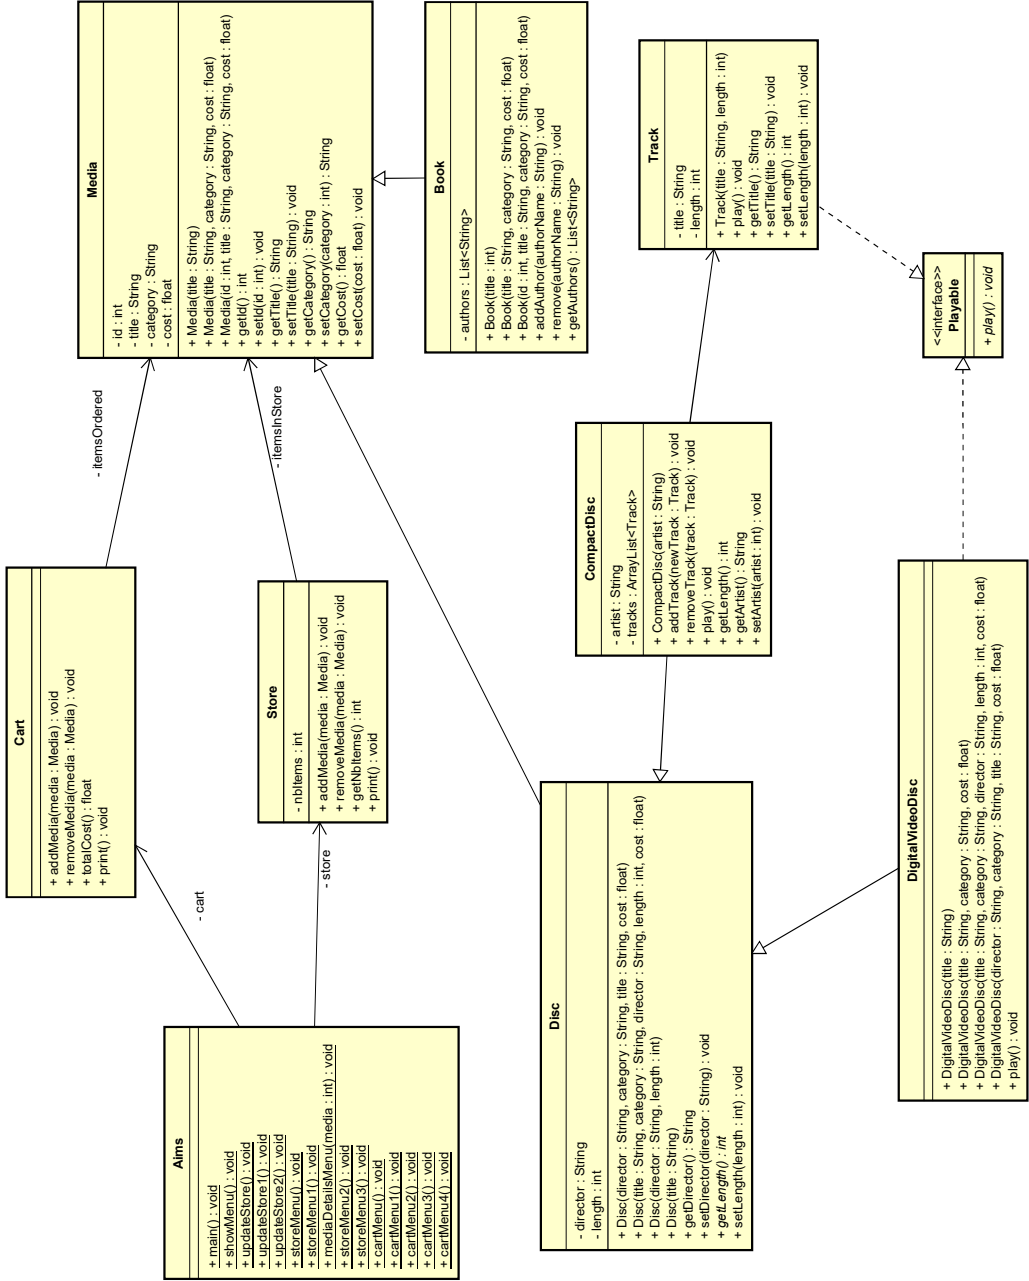 Media
- id : int
- title : String
- category : String
- cost : float
+ Media(title : String)
+ Media(title : String, category : String, cost : float)
+ Media(id : int, title : String, category : String, cost : float)
+ getId() : int
+ setId(id : int) : void
+ getTitle() : String
+ setTitle(title : String) : void
+ getCategory() : String
+ setCategory(category : int) : String
+ getCost() : float
+ setCost(cost : float) : void
Book
- authors : List<String>
+ Book(title : int)
+ Book(title : String, category : String, cost : float)
+ Book(id : int, title : String, category : String, cost : float)
+ addAuthor(authorName : String) : void
+ remove(authorName : String) : void
+ getAuthors() : List<String>
Track
- title : String
- length : int
+ Track(title : String, length : int)
+ play() : void
+ getTitle() : String
+ setTitle(title : String) : void
+ getLength() : int
+ setLength(length : int) : void
<<interface>>
Playable
+ play() : void
- itemsOrdered
- itemsInStore
Cart
+ addMedia(media : Media) : void
+ removeMedia(media : Media) : void
+ totalCost() : float
+ print() : void
Store
- nbItems : int
+ addMedia(media : Media) : void
+ removeMedia(media : Media) : void
+ getNbItems() : int
+ print() : void
CompactDisc
- artist : String
- tracks : ArrayList<Track>
+ CompactDisc(artist : String)
+ addTrack(newTrack : Track) : void
+ removeTrack(track : Track) : void
+ play() : void
+ getLength() : int
+ getArtist() : String
+ setArtist(artist : int) : void
- cart
- store
Aims
+ main() : void
+ showMenu() : void
+ updateStore() : void
+ updateStore1() : void
+ updateStore2() : void
+ storeMenu() : void
+ storeMenu1() : void
+ mediaDetailsMenu(media : int) : void
+ storeMenu2() : void
+ storeMenu3() : void
+ cartMenu() : void
+ cartMenu1() : void
+ cartMenu2() : void
+ cartMenu3() : void
+ cartMenu4() : void
Disc
- director : String
- length : int
+ Disc(director : String, category : String, title : String, cost : float)
+ Disc(title : String, category : String, director : String, length : int, cost : float)
+ Disc(director : String, length : int)
+ Disc(title : String)
+ getDirector() : String
+ setDirector(director : String) : void
+ getLength() : int
+ setLength(length : int) : void
DigitalVideoDisc
+ DigitalVideoDisc(title : String)
+ DigitalVideoDisc(title : String, category : String, cost : float)
+ DigitalVideoDisc(title : String, category : String, director : String, length : int, cost : float)
+ DigitalVideoDisc(director : String, category : String, title : String, cost : float)
+ play() : void